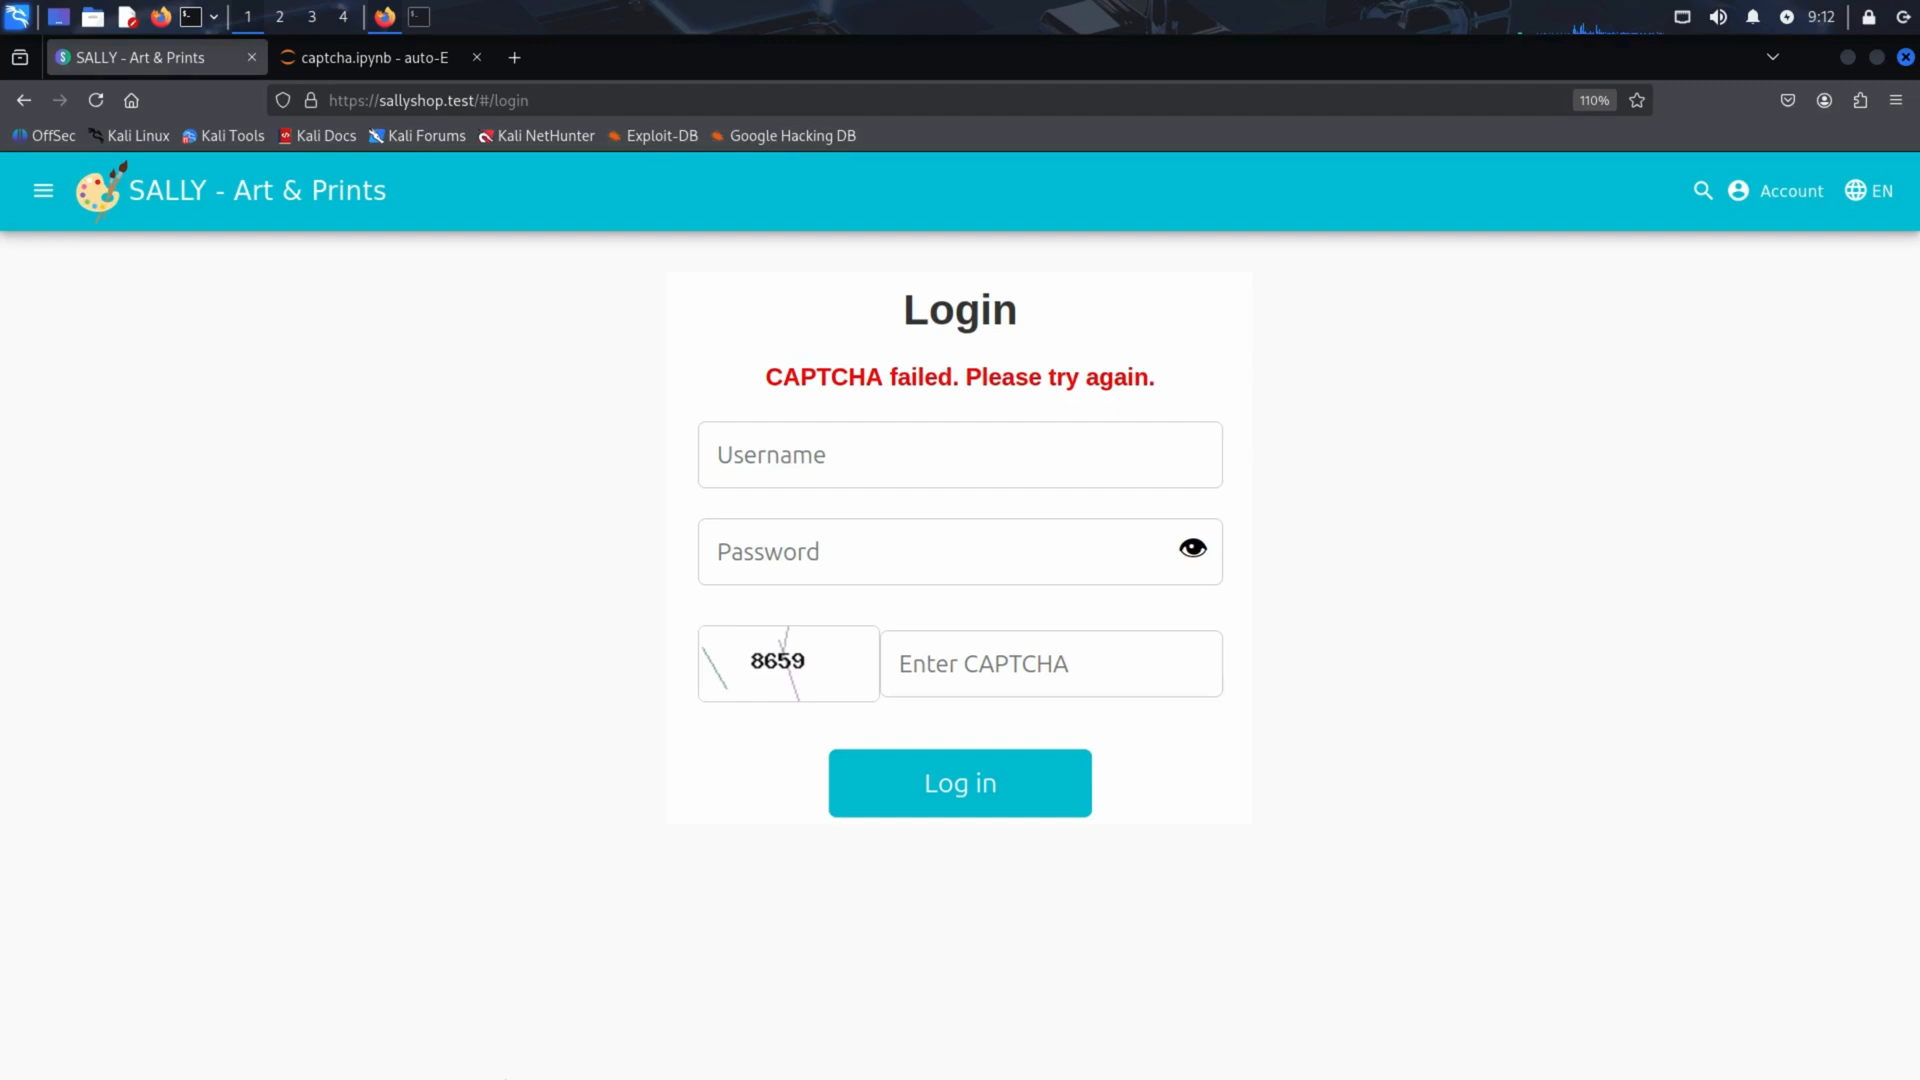 1 2 3 4 9:12
SALLY - Art & Prints captcha.ipynb - auto-E
https://sallyshop.test/#/login 110%
OffSec Kali Linux Kali Tools Kali Docs Kali Forums Kali NetHunter Exploit-DB Google Hacking DB
SALLY - Art & Prints Account EN
Login
CAPTCHA failed. Please try again.
Username
Password
8659 Enter CAPTCHA
Log in